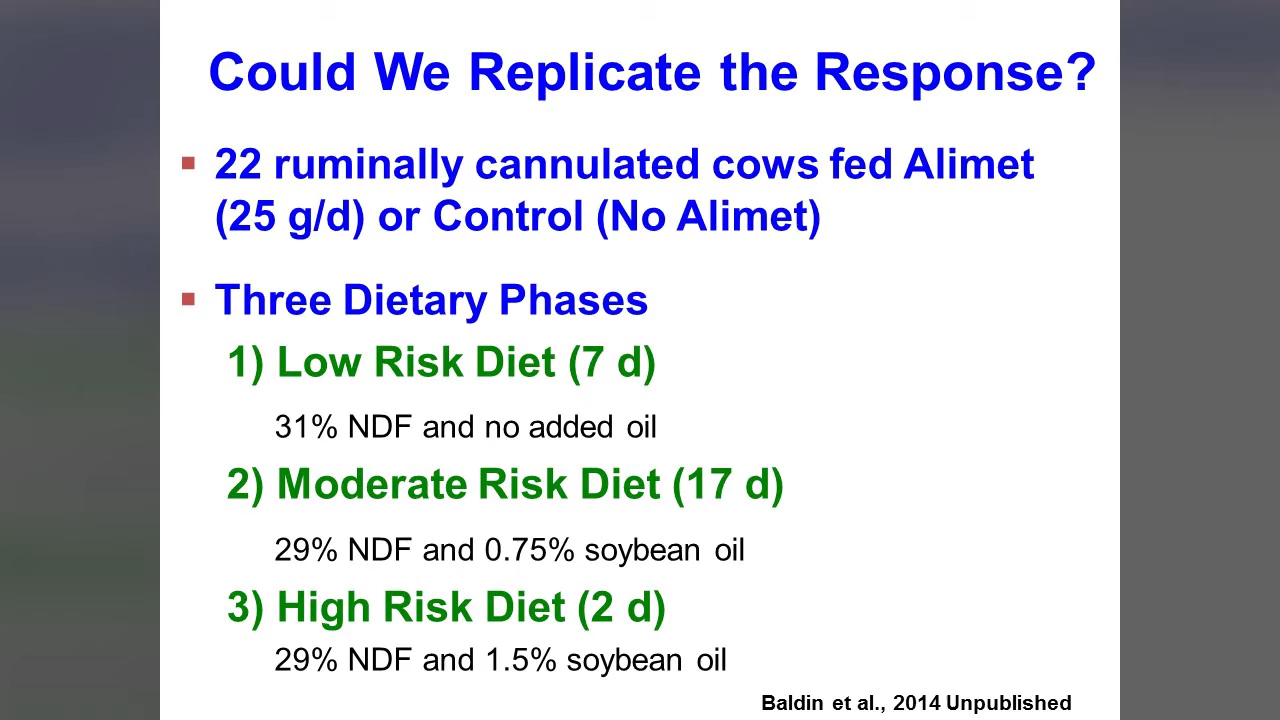 Could We Replicate the Response?
▪ 22 ruminally cannulated cows fed Alimet
(25 g/d) or Control (No Alimet)
▪ Three Dietary Phases
1) Low Risk Diet (7 d)
31% NDF and no added oil
2) Moderate Risk Diet (17 d)
29% NDF and 0.75% soybean oil
3) High Risk Diet (2 d)
29% NDF and 1.5% soybean oil
Baldin et al., 2014 Unpublished